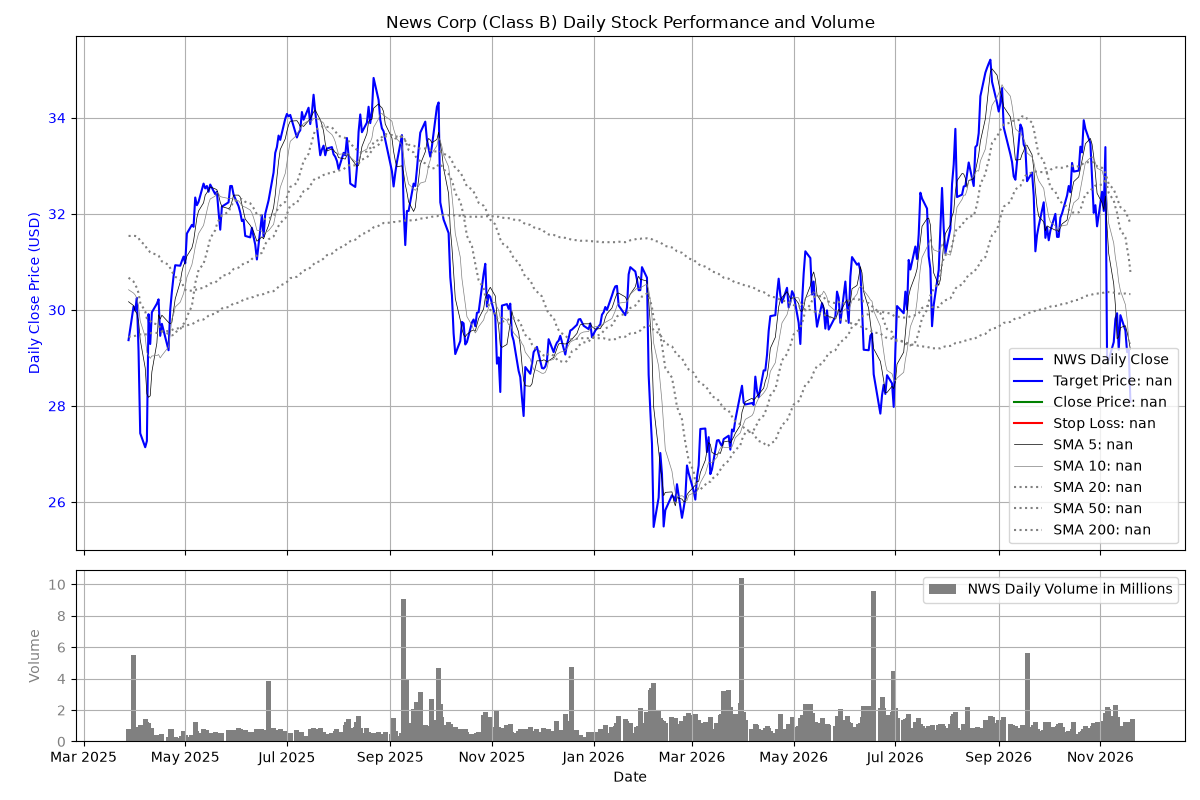 News Corp (Class B) Daily Stock Performance and Volume
Daily Close Price (USD)
34
32
30
28
26
NWS Daily Close
Target Price: nan
Close Price: nan
Stop Loss: nan
SMA 5: nan
SMA 10: nan
SMA 20: nan
SMA 50: nan
SMA 200: nan
Volume
10
8
6
4
2
0
NWS Daily Volume in Millions
Mar 2025 May 2025 Jul 2025 Sep 2025 Nov 2025 Jan 2026 Mar 2026 May 2026 Jul 2026 Sep 2026 Nov 2026
Date